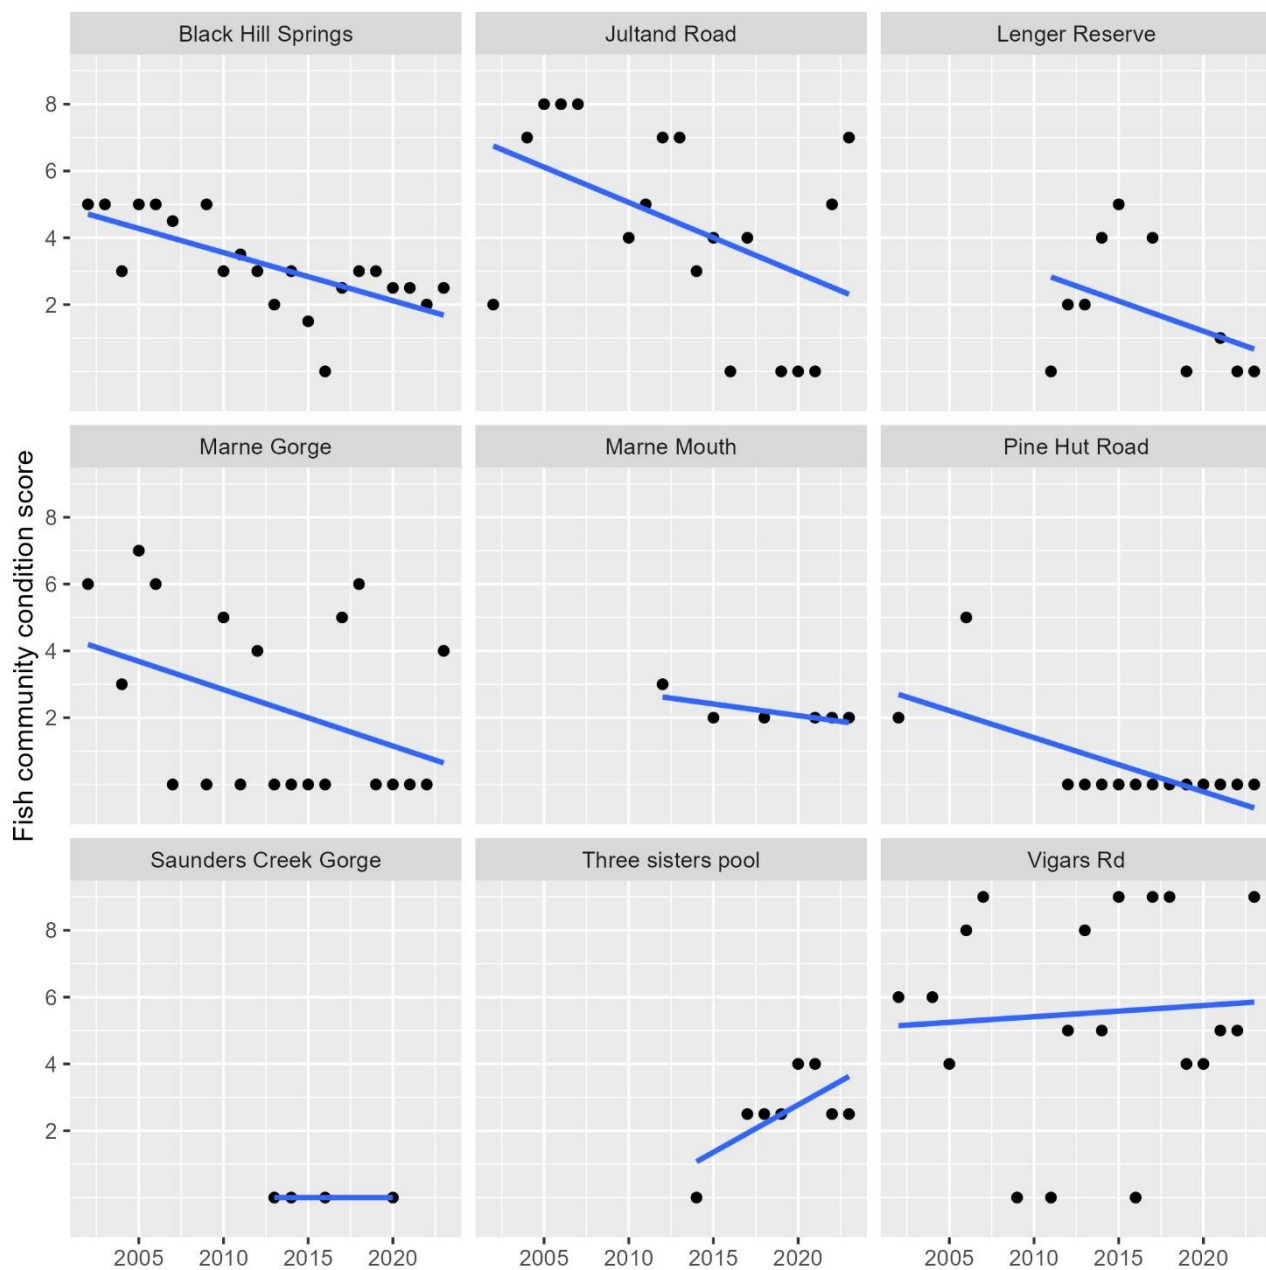 Black Hill Springs
Jultand Road
Lenger Reserve
8
6
4
2
Marne Gorge
Marne Mouth
Pine Hut Road
Fish community condition score
8
6
4
2
Saunders Creek Gorge
Three sisters pool
Vigars Rd
8
6
4
2
2005 2010 2015 2020
2005 2010 2015 2020
2005 2010 2015 2020